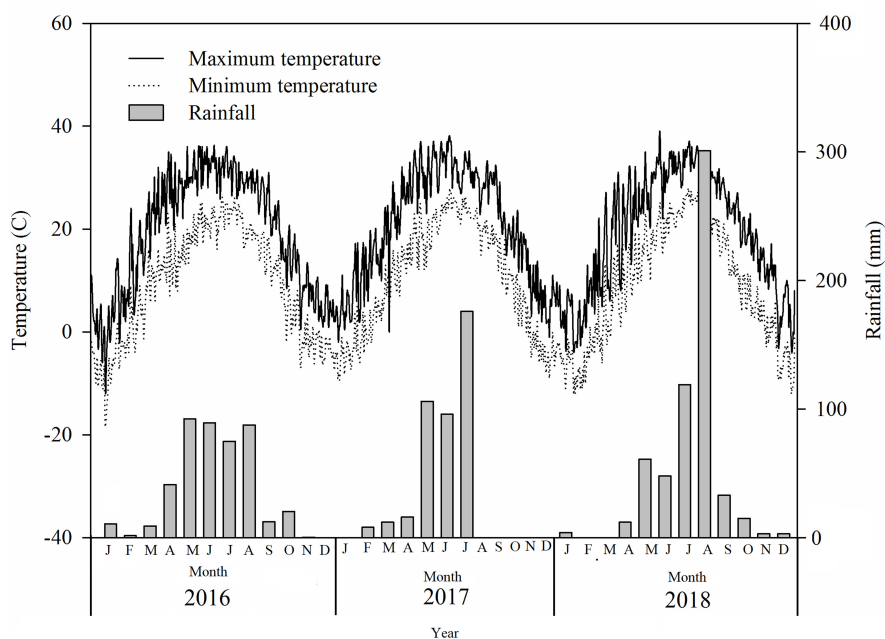 60
40
20
0
-20
-40
Temperature (C)
Maximum temperature
Minimum temperature
Rainfall
400
300
200
100
0
Rainfall (mm)
J F M A M J J A S O N D
J F M A M J J A S O N D
J F M A M J J A S O N D
Month
Month
Month
2016
2017
2018
Year